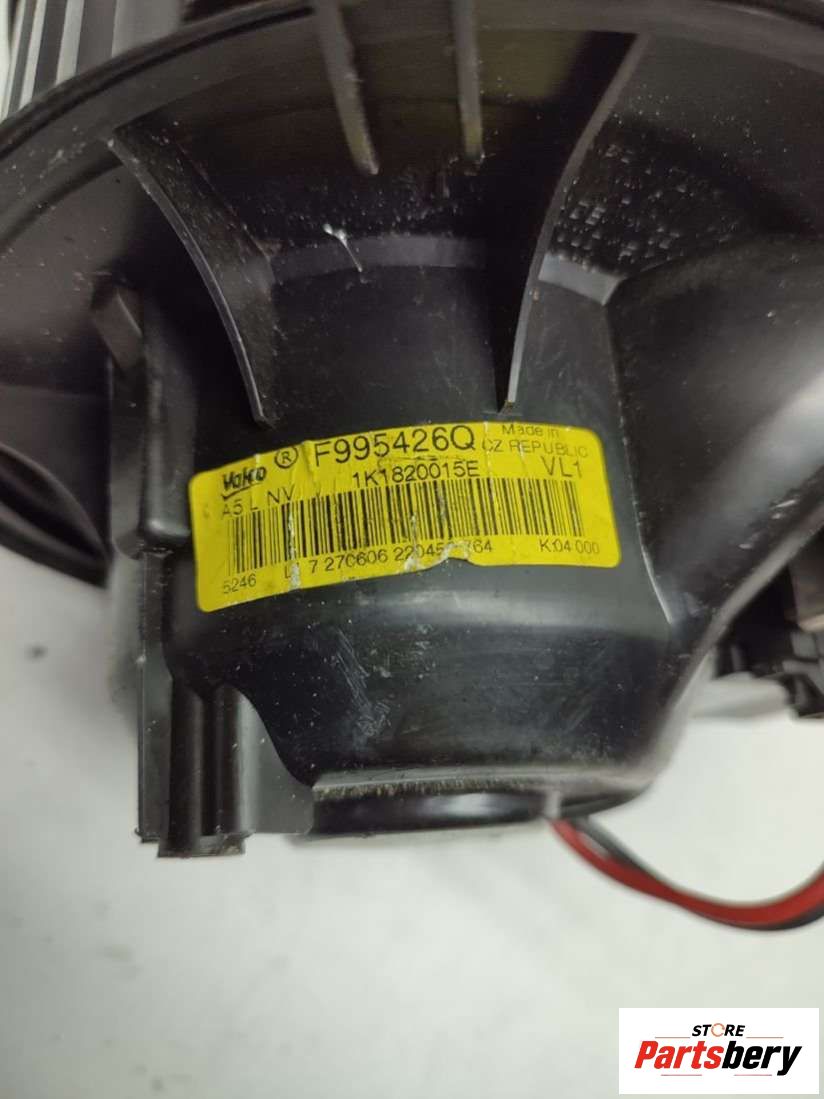 Valeo ® F995426Q Made in
CZ REPUBLIC
A5 L NV 1K1820015E VL1
5246 7 270606 K:04 000
STORE
Partsbery